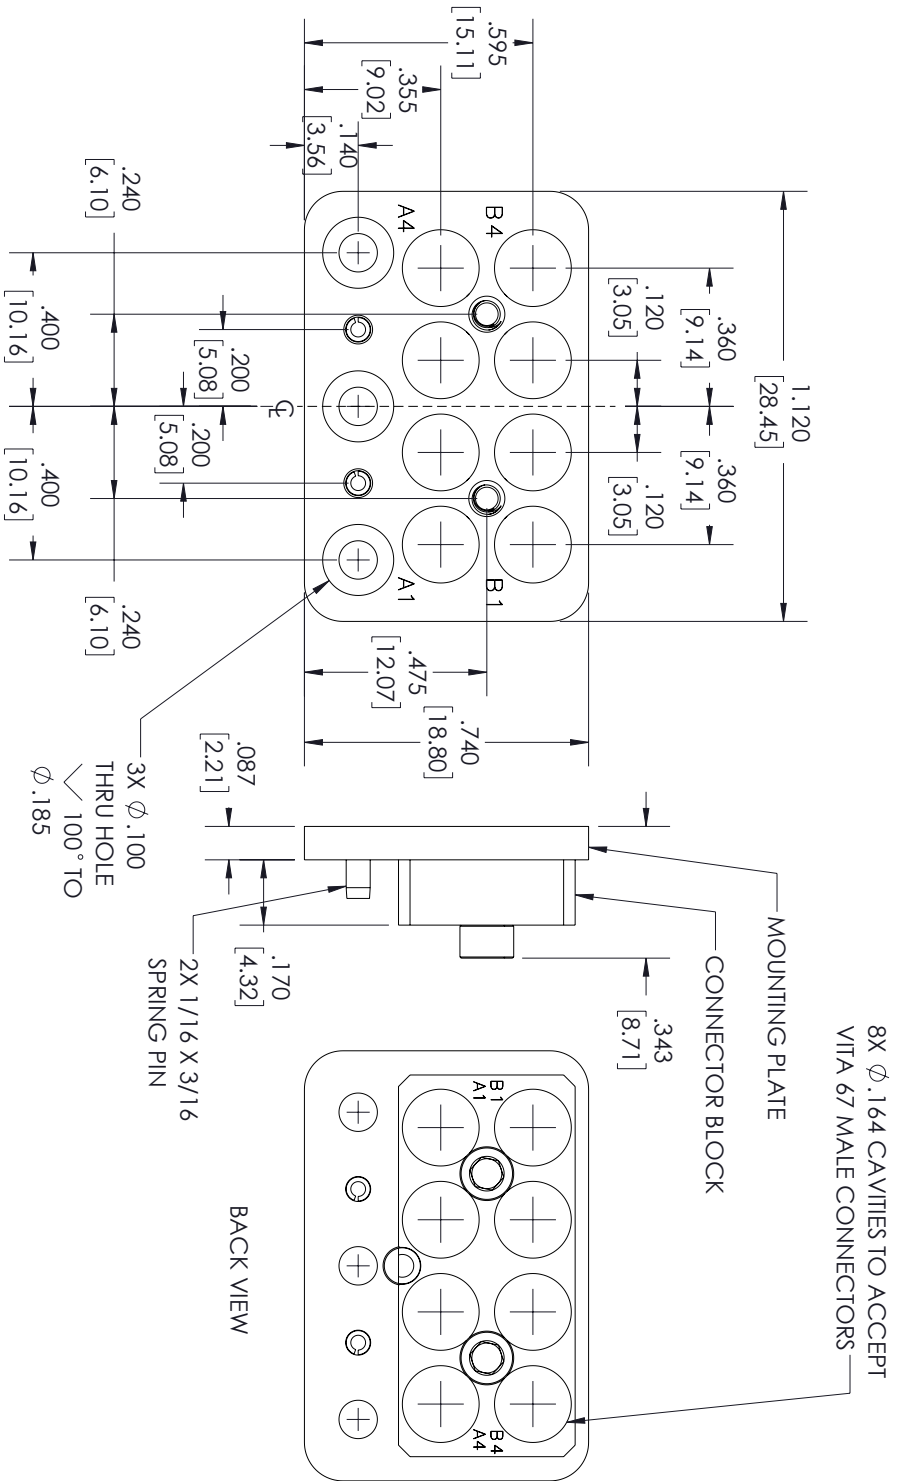 8X Ø .164 CAVITIES TO ACCEPT
VITA 67 MALE CONNECTORS
MOUNTING PLATE
CONNECTOR BLOCK
1.120
[28.45]
.360
[9.14]
.360
[9.14]
.120
[3.05]
.120
[3.05]
.595
[15.11]
.355
[9.02]
.140
[3.56]
B4
A4
B1
A1
.475
[12.07]
.740
[18.80]
.343
[8.71]
.087
[2.21]
.170
[4.32]
B1
A1
B4
A4
CL
.240
[6.10]
.200
[5.08]
.200
[5.08]
.240
[6.10]
.400
[10.16]
.400
[10.16]
3X Ø .100
THRU HOLE
100° TO
Ø .185
2X 1/16 X 3/16
SPRING PIN
BACK VIEW